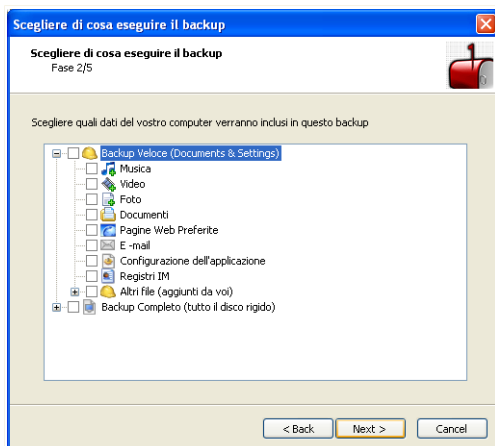 Scegliere di cosa eseguire il backup
Scegliere di cosa eseguire il backup
Fase 2/5
Scegliere quali dati del vostro computer verranno inclusi in questo backup
Backup Veloce (Documents & Settings)
Musica
Video
Foto
Documenti
Pagine Web Preferite
E -mail
Configurazione dell'applicazione
Registri IM
Altri file (aggiunti da voi)
Backup Completo (tutto il disco rigido)
< Back
Next >
Cancel